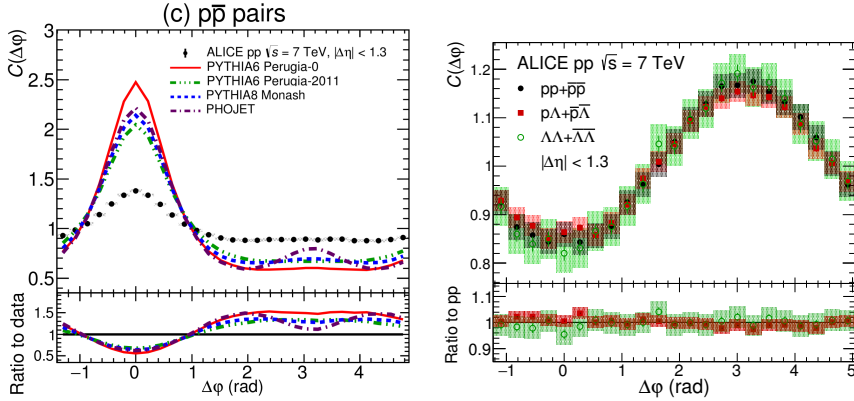 (c) pp̅ pairs
C(Δφ)
3
2.5
2
1.5
1
0.5
ALICE pp √s = 7 TeV, |Δη| < 1.3
PYTHIA6 Perugia-0
PYTHIA6 Perugia-2011
PYTHIA8 Monash
PHOJET
Ratio to data
1.5
1
0.5
−1 0 1 2 3 4
Δφ (rad)
C(Δφ)
1.2
1.1
1
0.9
0.8
ALICE pp √s = 7 TeV
pp+p̅p̅
pΛ+p̅Λ̅
ΛΛ+Λ̅Λ̅
|Δη| < 1.3
Ratio to pp
1.1
1
0.9
−1 0 1 2 3 4 5
Δφ (rad)